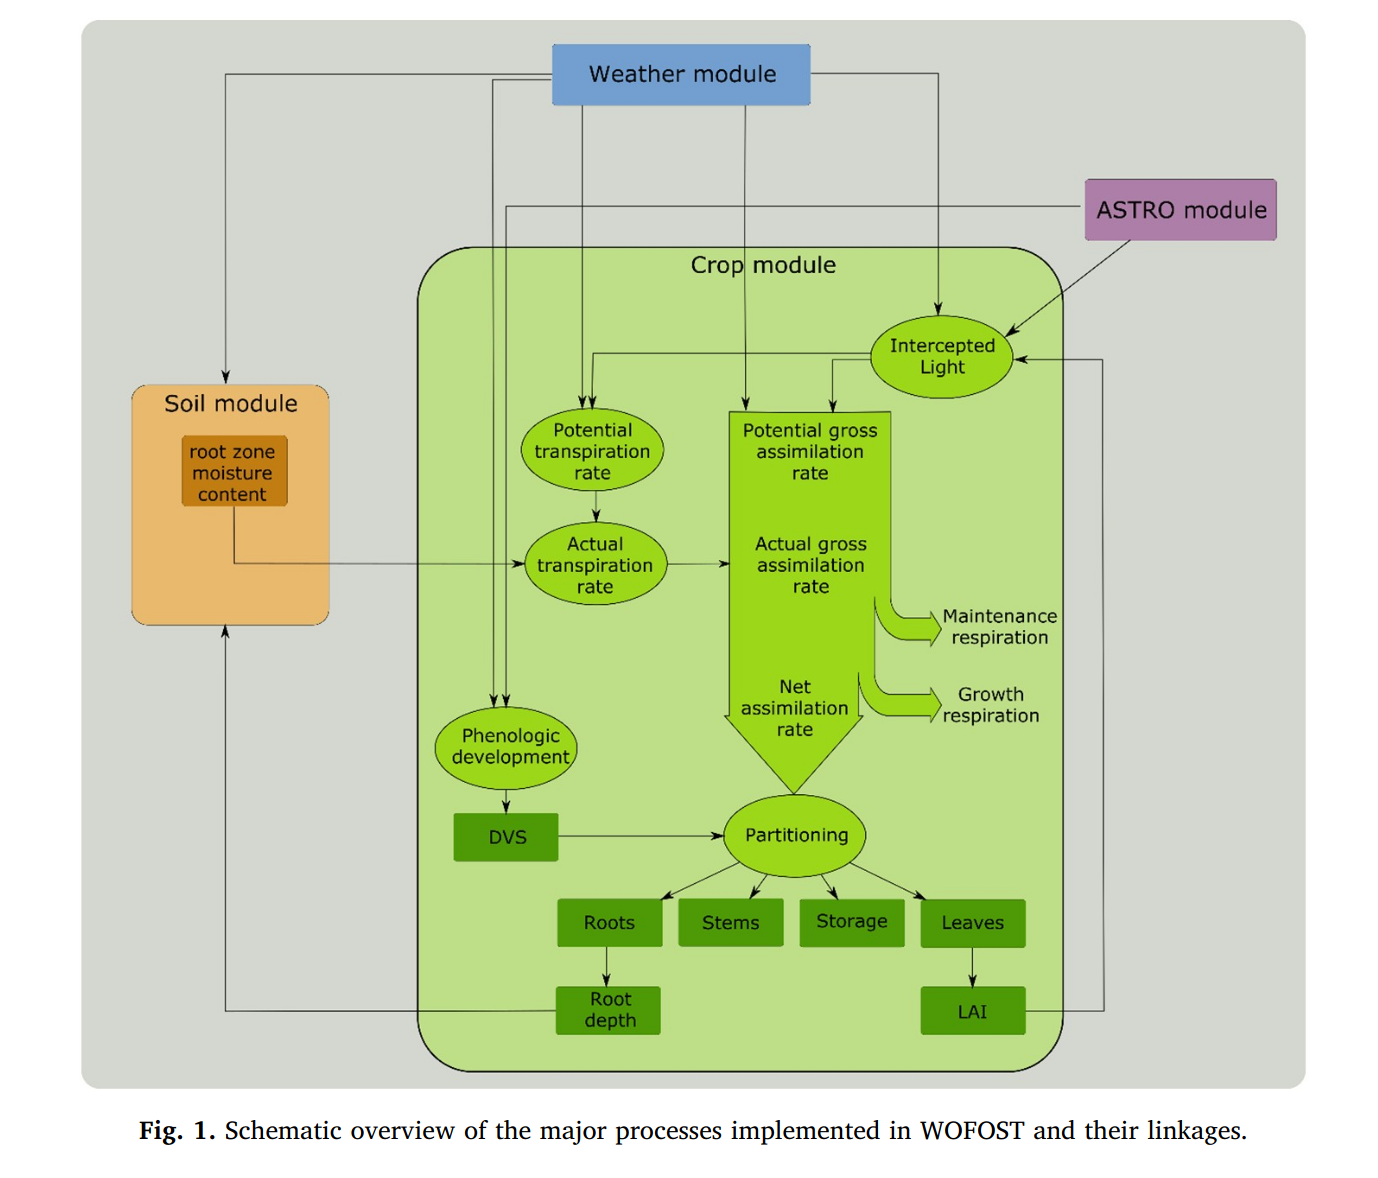 Weather module
ASTRO module
Crop module
Intercepted
Light
Soil module
root zone
moisture
content
Potential
transpiration
rate
Potential gross
assimilation
rate
Actual
transpiration
rate
Actual gross
assimilation
rate
Maintenance
respiration
Net
assimilation
rate
Growth
respiration
Phenologic
development
DVS
Partitioning
Roots
Stems
Storage
Leaves
Root
depth
LAI
Fig. 1. Schematic overview of the major processes implemented in WOFOST and their linkages.